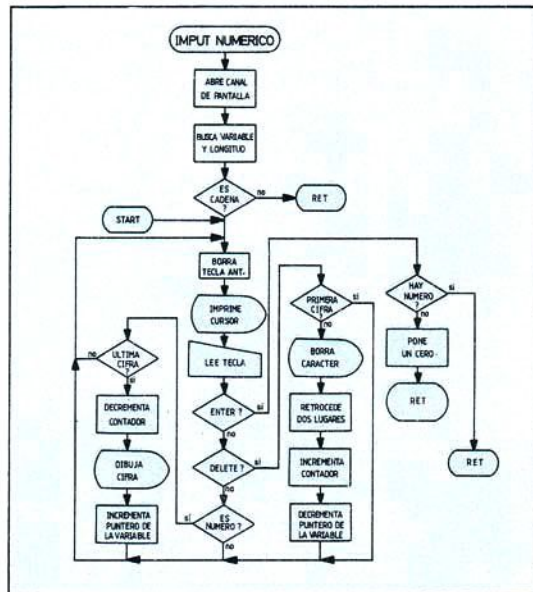 IMPUT NUMERICO
ABRE CANAL
DE PANTALLA
BUSCA VARIABLE
Y LONGITUD
ES
CADENA
?
no
RET
START
BORRA
TECLA ANT.
IMPRIME
CURSOR
LEE TECLA
ENTER ?
si
no
DELETE ?
si
no
ES
NUMERO ?
si
no
ULTIMA
CIFRA
?
no
si
DECREMENTA
CONTADOR
DIBUJA
CIFRA
INCREMENTA
PUNTERO DE
LA VARIABLE
PRIMERA
CIFRA
?
si
no
BORRA
CARACTER
RETROCEDE
DOS LUGARES
INCREMENTA
CONTADOR
DECREMENTA
PUNTERO DE
LA VARIABLE
HAY
NUMERO
?
si
no
PONE
UN CERO
RET
RET